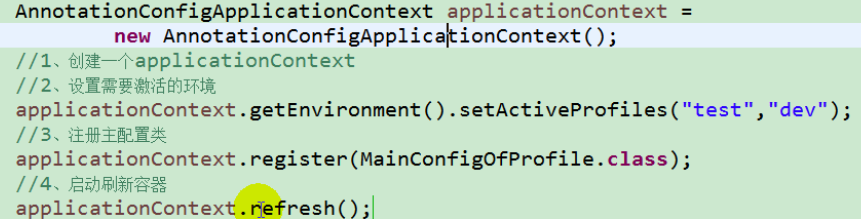 AnnotationConfigApplicationContext applicationContext =
new AnnotationConfigApplicationContext();
//1、创建一个applicationContext
//2、设置需要激活的环境
applicationContext.getEnvironment().setActiveProfiles("test","dev");
//3、注册主配置类
applicationContext.register(MainConfigOfProfile.class);
//4、启动刷新容器
applicationContext.refresh();